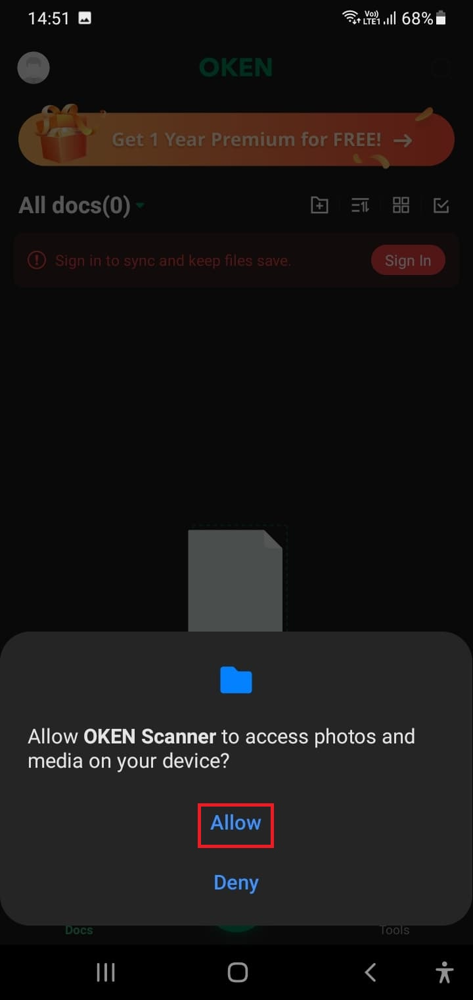 14:51
Vo)) LTE1 68%
OKEN
Get 1 Year Premium for FREE! →
All docs(0)
Sign in to sync and keep files save.
Sign In
Allow OKEN Scanner to access photos and
media on your device?
Allow
Deny
Docs
Tools